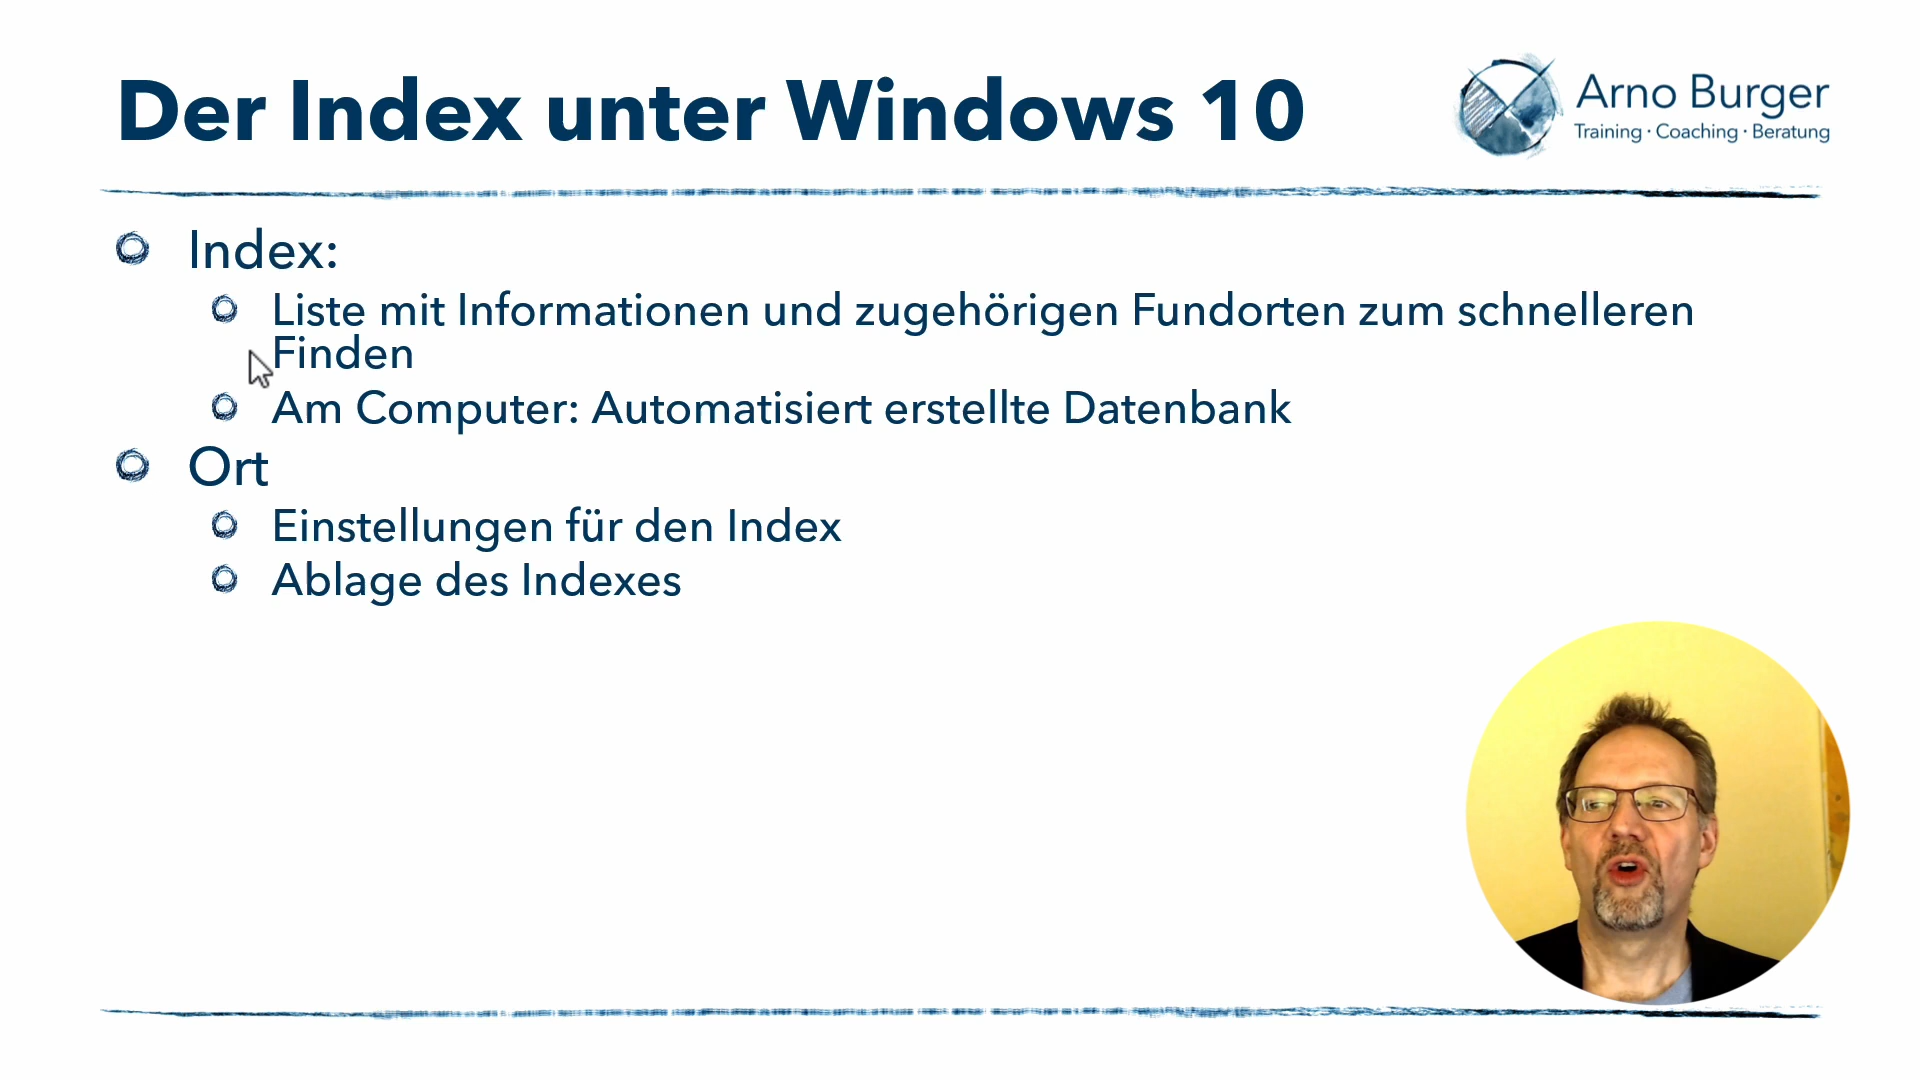 Der Index unter Windows 10
Arno Burger
Training · Coaching · Beratung
Index:
Liste mit Informationen und zugehörigen Fundorten zum schnelleren
Finden
Am Computer: Automatisiert erstellte Datenbank
Ort
Einstellungen für den Index
Ablage des Indexes